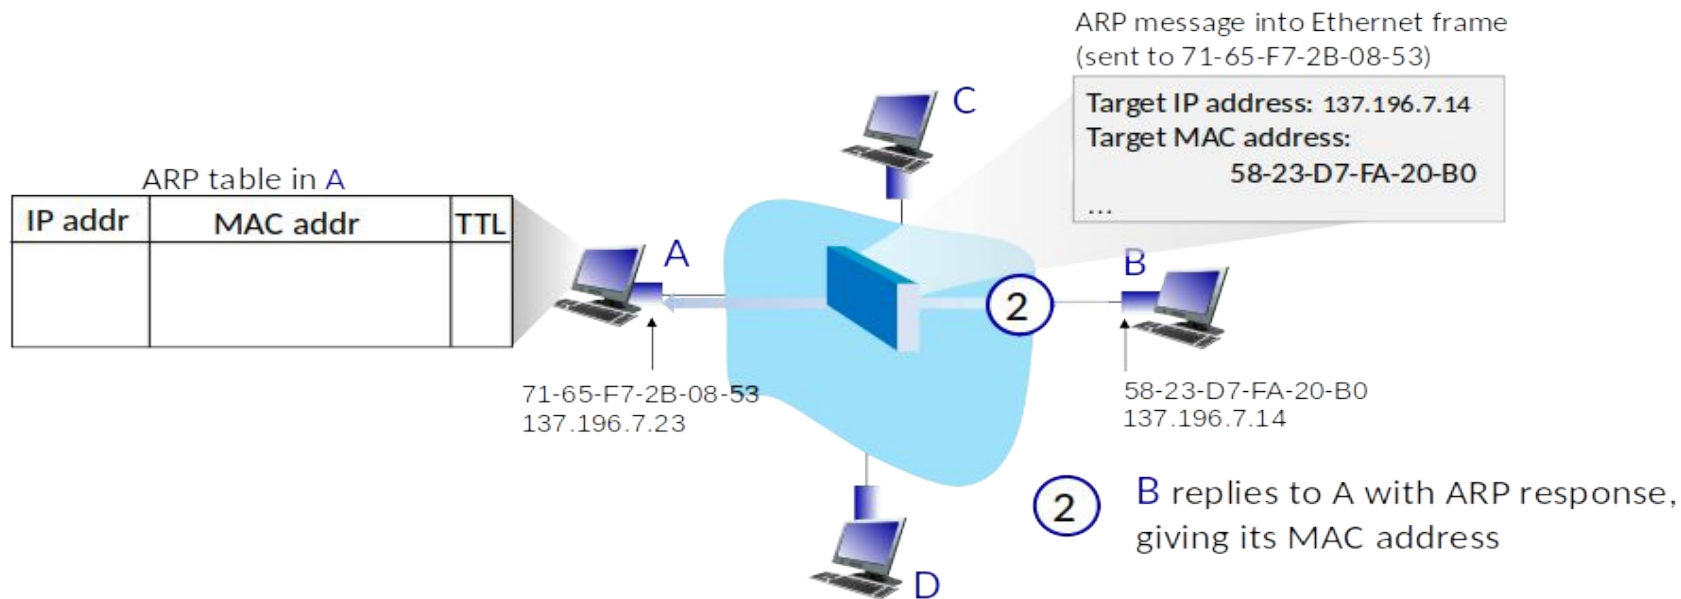 ARP message into Ethernet frame
(sent to 71-65-F7-2B-08-53)
Target IP address: 137.196.7.14
Target MAC address:
58-23-D7-FA-20-B0
...
C
ARP table in A
IP addr MAC addr TTL
A
B
2
71-65-F7-2B-08-53
137.196.7.23
58-23-D7-FA-20-B0
137.196.7.14
2
B replies to A with ARP response,
giving its MAC address
D